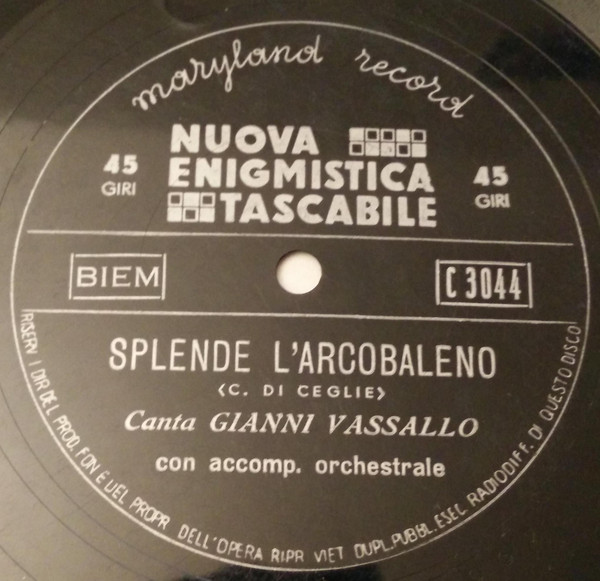 maryland record
NUOVA
45 GIRI
ENIGMISTICA
45 GIRI
TASCABILE
BIEM
C 3044
SPLENDE L'ARCOBALENO
(C. DI CEGLIE)
Canta GIANNI VASSALLO
con accomp. orchestrale
RISERV I DIR DEL PROD. FON E DEL PROPR DELL'OPERA RIPR VIET DUPL. PUBBL. ESEC RADIODIFF. DI QUESTO DISCO